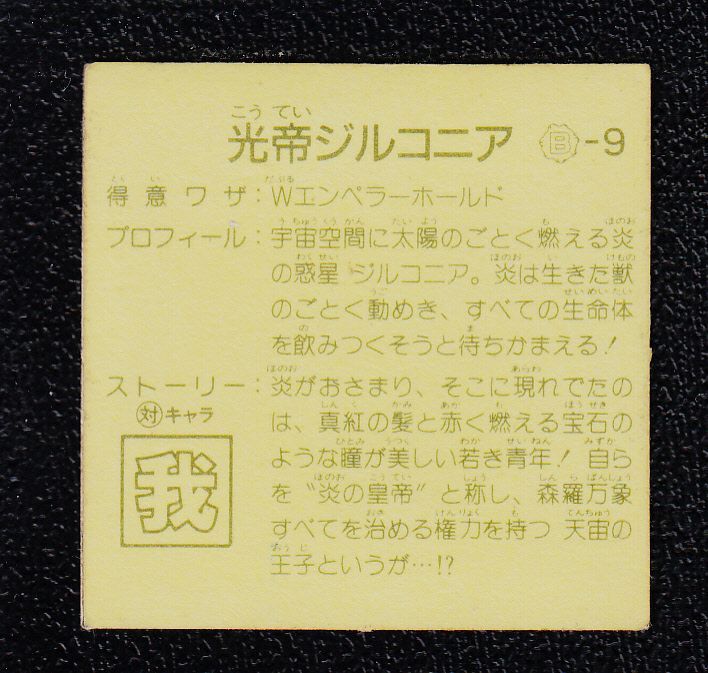 光帝ジルコニア Ⓑ-9
得意ワザ：Wエンペラーホールド
プロフィール：宇宙空間に太陽のごとく燃える炎
の惑星 ジルコニア。炎は生きた獣
のごとく動めき、すべての生命体
を飲みつくそうと待ちかまえる！
ストーリー：炎がおさまり、そこに現れでたの
㊥キャラ
は、真紅の髪と赤く燃える宝石の
ような瞳が美しい若き青年！自ら
を〝炎の皇帝〟と称し、森羅万象
すべてを治める権力を持つ 天宙の
王子というが…!?
我